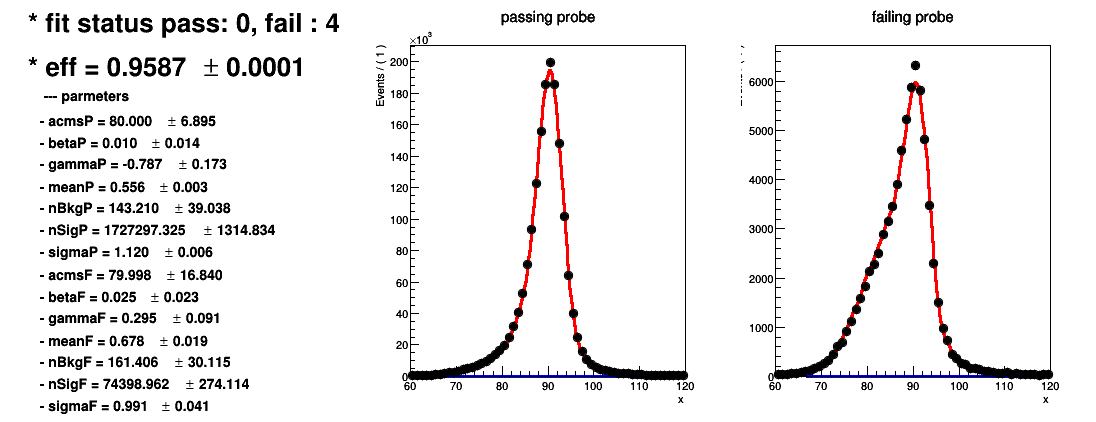 * fit status pass: 0, fail : 4
* eff = 0.9587 ± 0.0001
--- parmeters
- acmsP = 80.000 ± 6.895
- betaP = 0.010 ± 0.014
- gammaP = -0.787 ± 0.173
- meanP = 0.556 ± 0.003
- nBkgP = 143.210 ± 39.038
- nSigP = 1727297.325 ± 1314.834
- sigmaP = 1.120 ± 0.006
- acmsF = 79.998 ± 16.840
- betaF = 0.025 ± 0.023
- gammaF = 0.295 ± 0.091
- meanF = 0.678 ± 0.019
- nBkgF = 161.406 ± 30.115
- nSigF = 74398.962 ± 274.114
- sigmaF = 0.991 ± 0.041
passing probe
×10³
Events / ( 1 )
200
180
160
140
120
100
80
60
40
20
0
60 70 80 90 100 110 120
x
failing probe
6000
5000
4000
3000
2000
1000
0
60 70 80 90 100 110 120
x